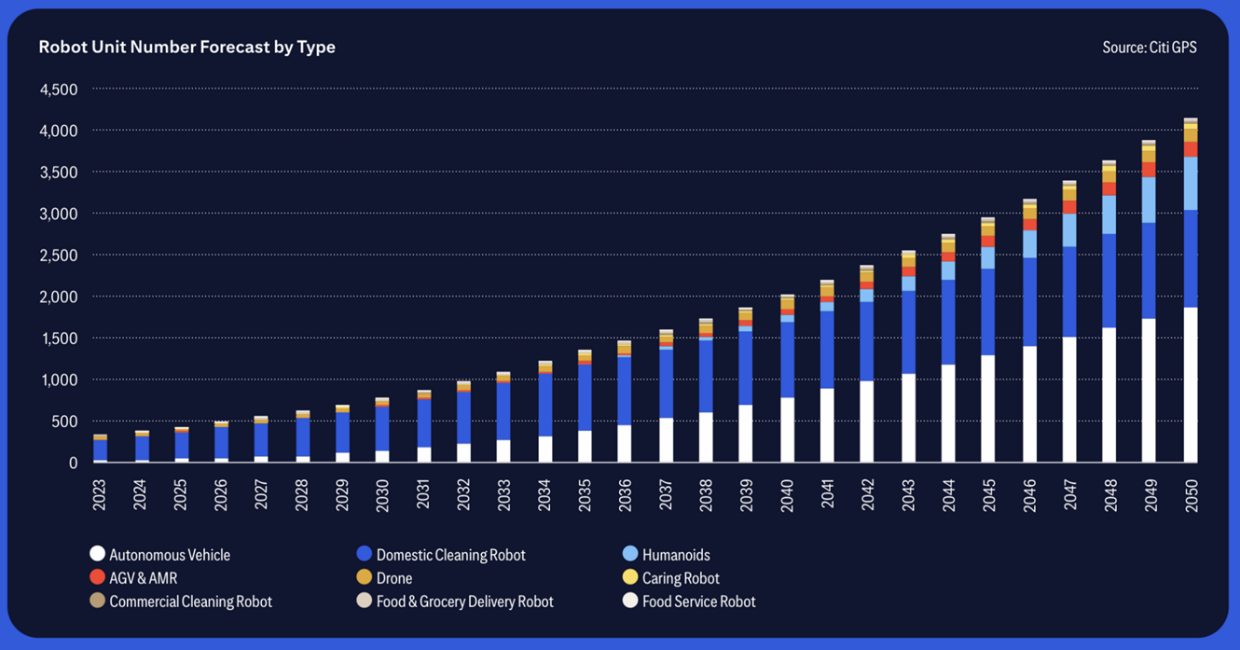 Robot Unit Number Forecast by Type
Source: Citi GPS
4,500
4,000
3,500
3,000
2,500
2,000
1,500
1,000
500
0
2023 2024 2025 2026 2027 2028 2029 2030 2031 2032 2033 2034 2035 2036 2037 2038 2039 2040 2041 2042 2043 2044 2045 2046 2047 2048 2049 2050
Autonomous Vehicle Domestic Cleaning Robot Humanoids
AGV & AMR Drone Caring Robot
Commercial Cleaning Robot Food & Grocery Delivery Robot Food Service Robot